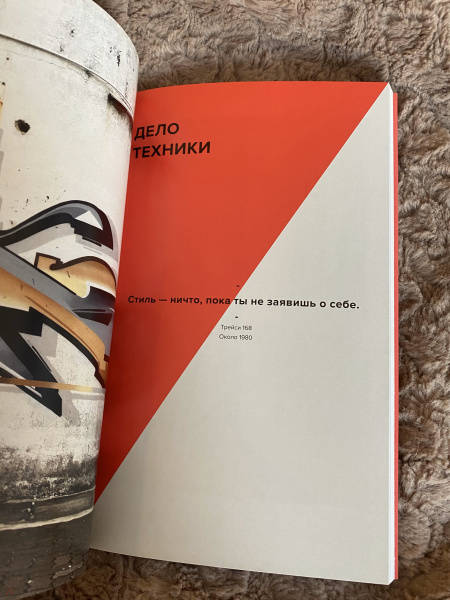 ДЕЛО
ТЕХНИКИ
-
Стиль — ничто, пока ты не заявишь о себе.
-
Трейси 168
Около 1980